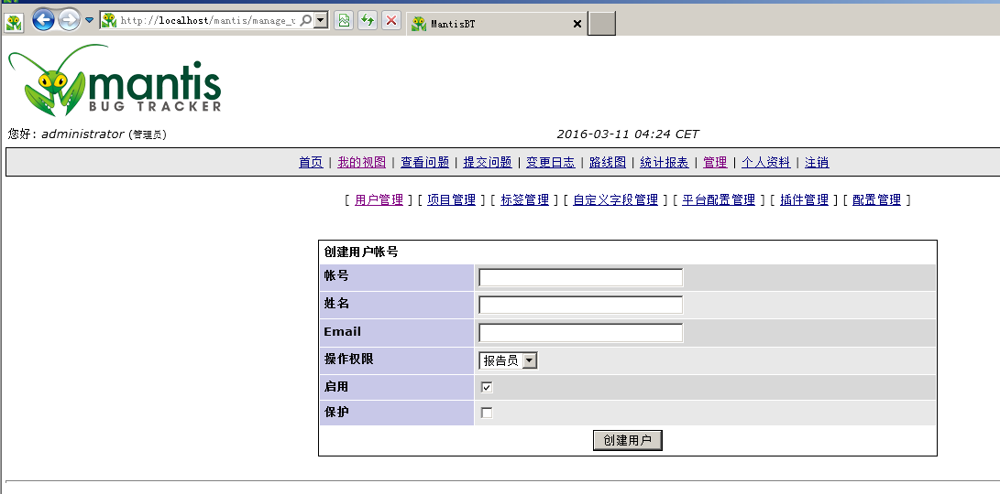 http://localhost/mantis/manage_u
MantisBT
mantis
BUG TRACKER
您好: administrator (管理员)
2016-03-11 04:24 CET
首页 | 我的视图 | 查看问题 | 提交问题 | 变更日志 | 路线图 | 统计报表 | 管理 | 个人资料 | 注销
[ 用户管理 ] [ 项目管理 ] [ 标签管理 ] [ 自定义字段管理 ] [ 平台配置管理 ] [ 插件管理 ] [ 配置管理 ]
创建用户帐号
帐号
姓名
Email
操作权限 报告员
启用
保护
创建用户